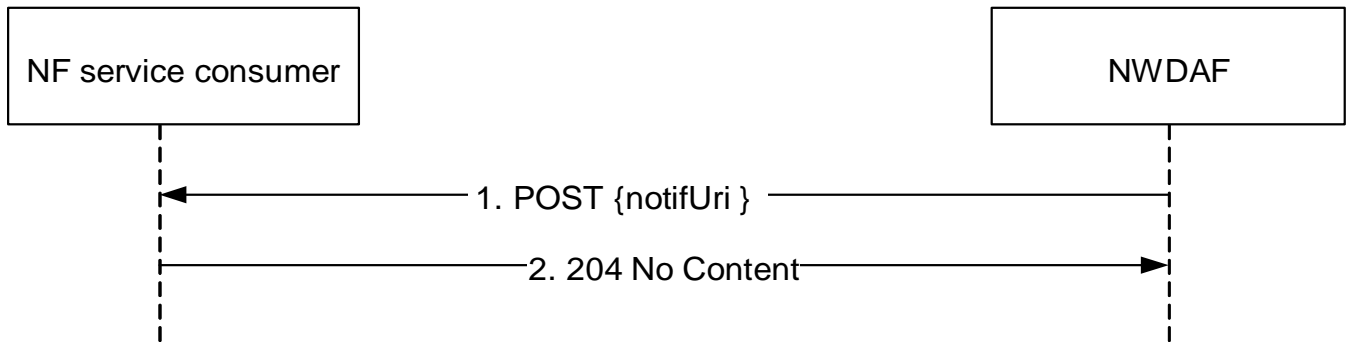 NF service consumer
NWDAF
1. POST {notifUri }
2. 204 No Content